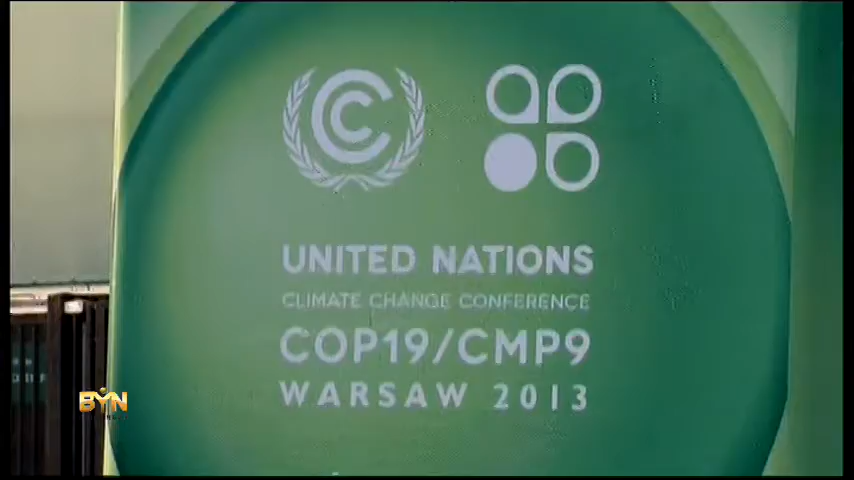 UNITED NATIONS
CLIMATE CHANGE CONFERENCE
COP19/CMP9
WARSAW 2013
BYN